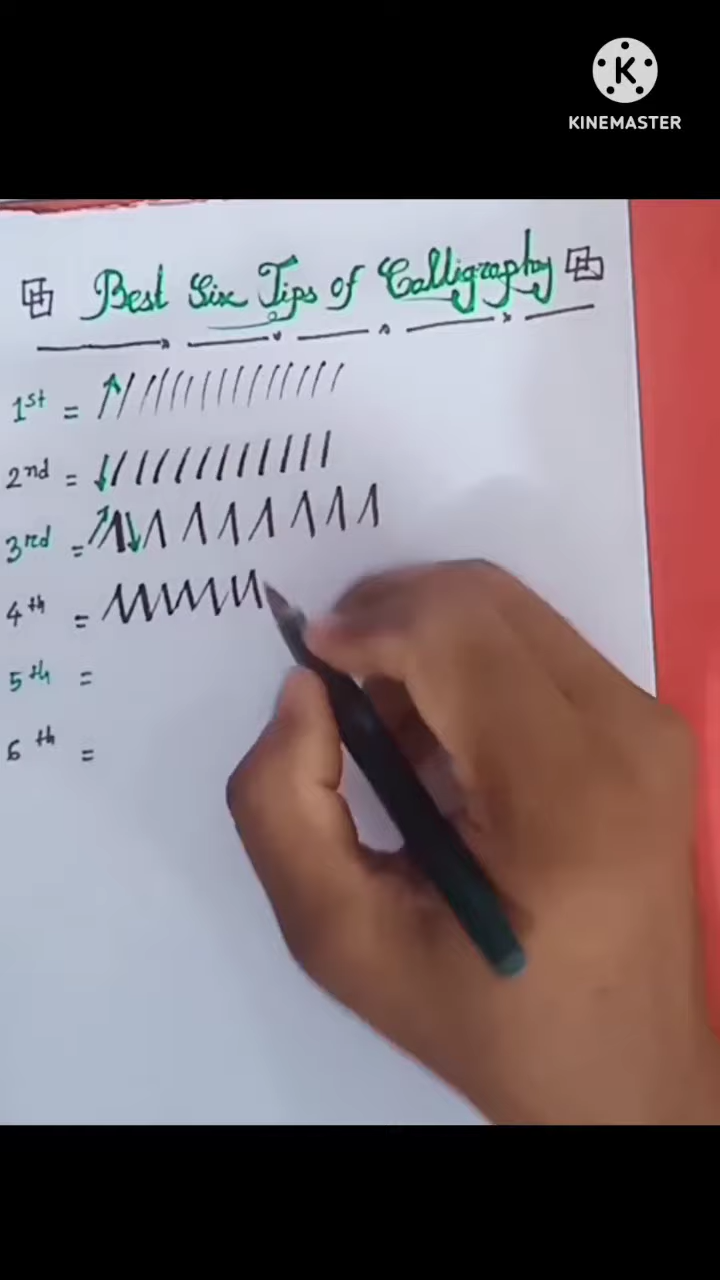 KINEMASTER
Best Six Tips of Calligraphy
1st =
2nd =
3rd =
4th =
5th =
6th =